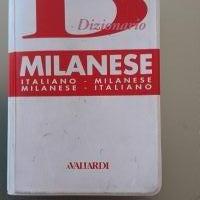 Dizionario
MILANESE
ITALIANO - MILANESE
MILANESE - ITALIANO
A.VALLARDI